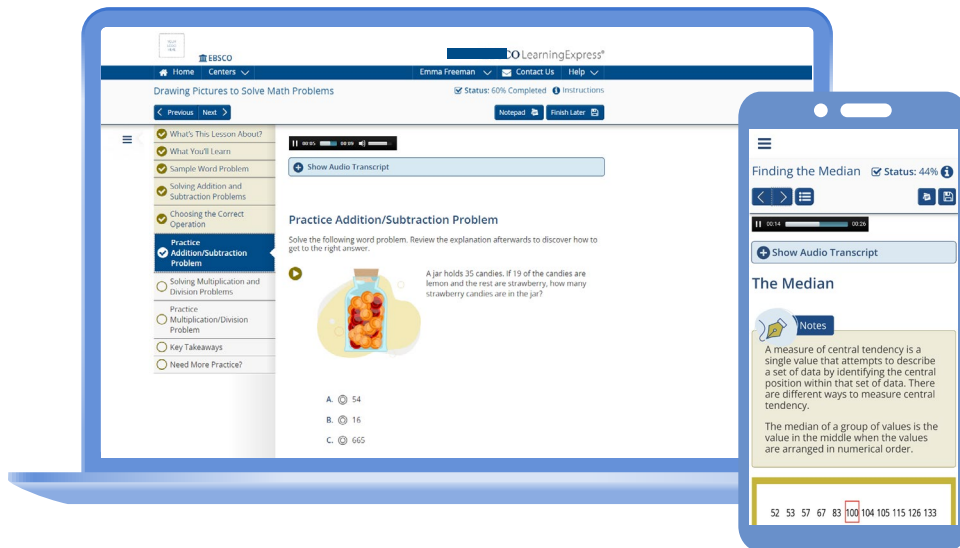 EBSCO
CO LearningExpress®
Home Centers
Emma Freeman Contact Us Help
Drawing Pictures to Solve Math Problems
Status: 60% Completed Instructions
Previous Next
Notepad Finish Later
What's This Lesson About?
What You'll Learn
Sample Word Problem
Solving Addition and
Subtraction Problems
Choosing the Correct
Operation
Practice
Addition/Subtraction
Problem
Solving Multiplication and
Division Problems
Practice
Multiplication/Division
Problem
Key Takeaways
Need More Practice?
00:05 00:09
Show Audio Transcript
Practice Addition/Subtraction Problem
Solve the following word problem. Review the explanation afterwards to discover how to
get to the right answer.
A jar holds 35 candies. If 19 of the candies are
lemon and the rest are strawberry, how many
strawberry candies are in the jar?
A. 54
B. 16
C. 665
Finding the Median Status: 44%
00:14 00:26
Show Audio Transcript
The Median
Notes
A measure of central tendency is a
single value that attempts to describe
a set of data by identifying the central
position within that set of data. There
are different ways to measure central
tendency.
The median of a group of values is the
value in the middle when the values
are arranged in numerical order.
52 53 57 67 83 100 104 105 115 126 133